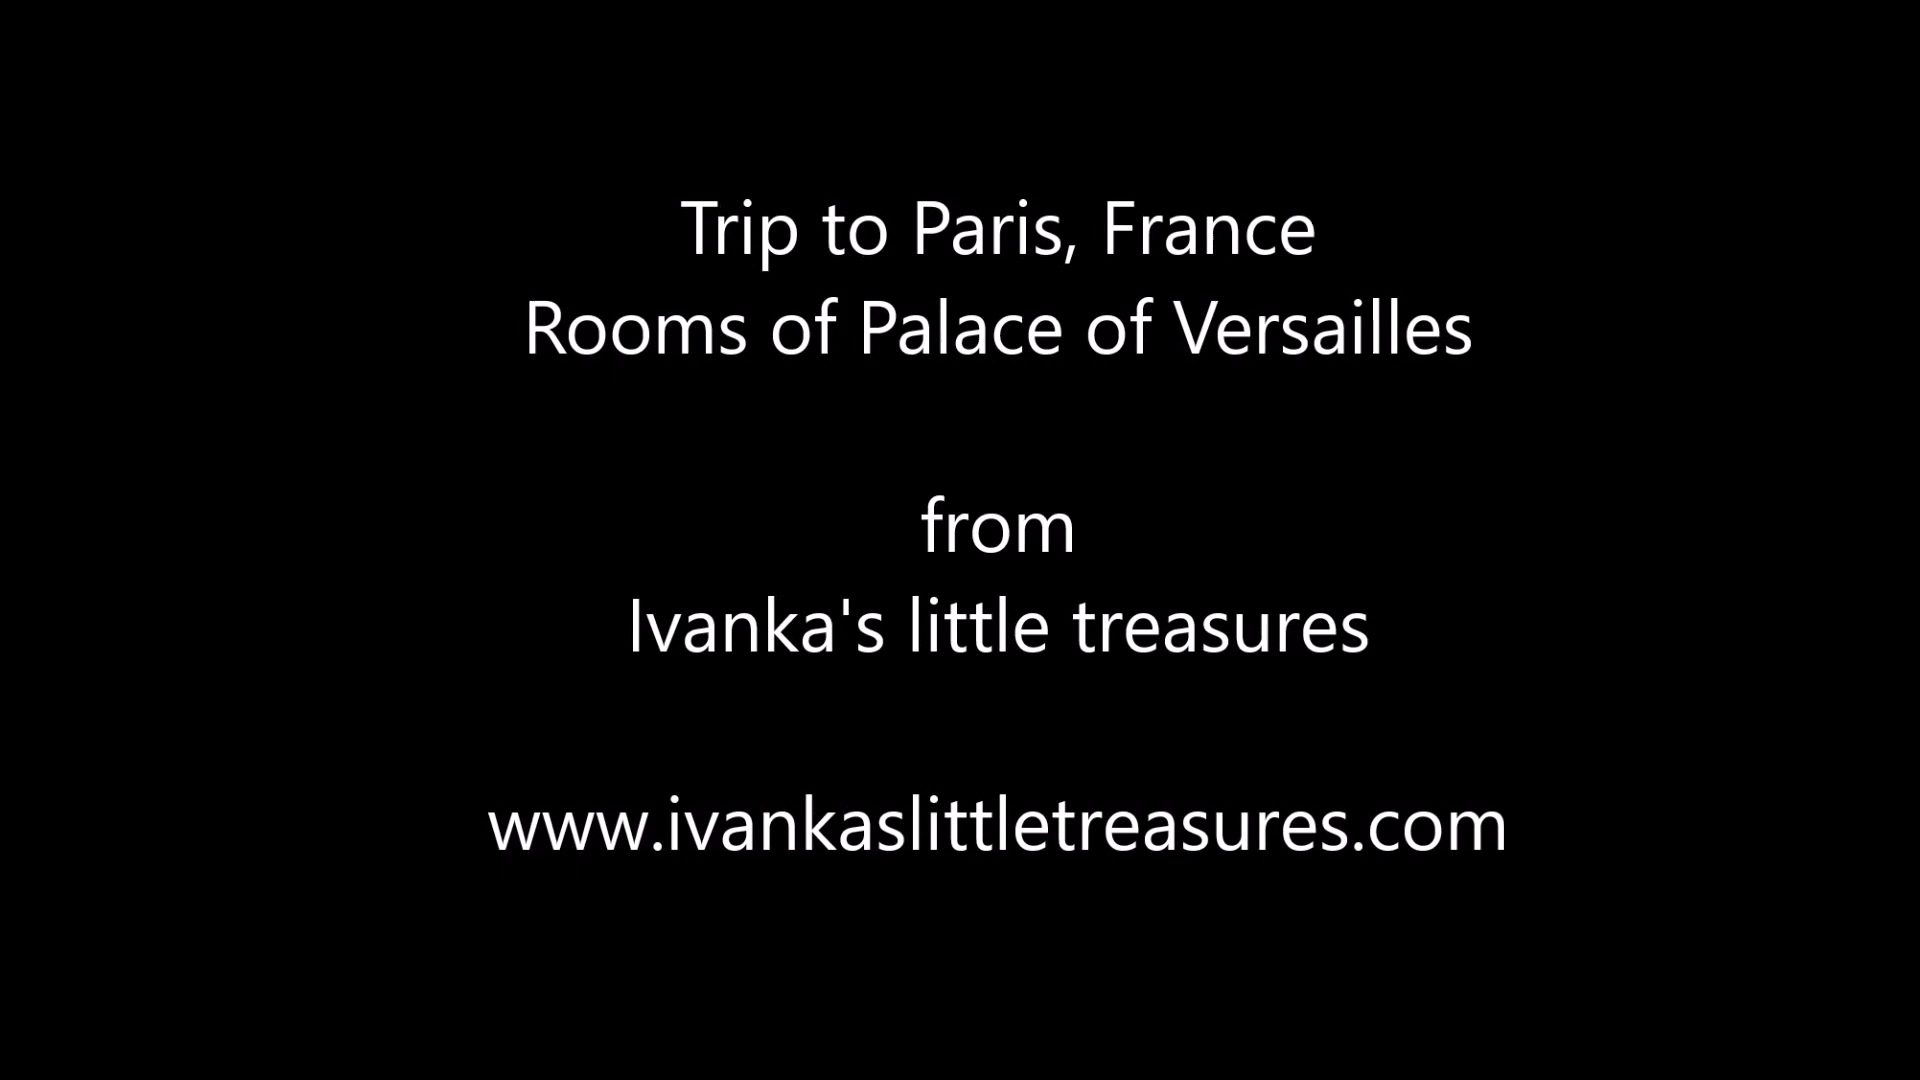 Trip to Paris, France
Rooms of Palace of Versailles
from
Ivanka's little treasures
www.ivankaslittletreasures.com